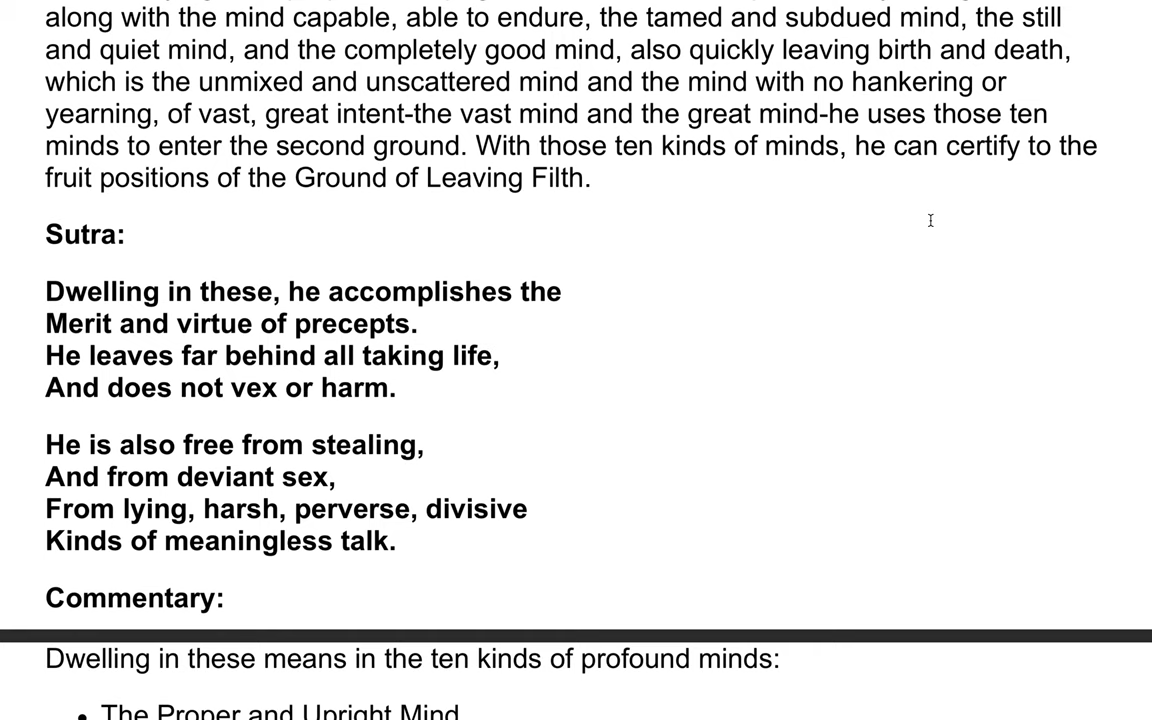 along with the mind capable, able to endure, the tamed and subdued mind, the still
and quiet mind, and the completely good mind, also quickly leaving birth and death,
which is the unmixed and unscattered mind and the mind with no hankering or
yearning, of vast, great intent-the vast mind and the great mind-he uses those ten
minds to enter the second ground. With those ten kinds of minds, he can certify to the
fruit positions of the Ground of Leaving Filth.
Sutra:
Dwelling in these, he accomplishes the
Merit and virtue of precepts.
He leaves far behind all taking life,
And does not vex or harm.
He is also free from stealing,
And from deviant sex,
From lying, harsh, perverse, divisive
Kinds of meaningless talk.
Commentary:
Dwelling in these means in the ten kinds of profound minds:
• The Proper and Upright Mind